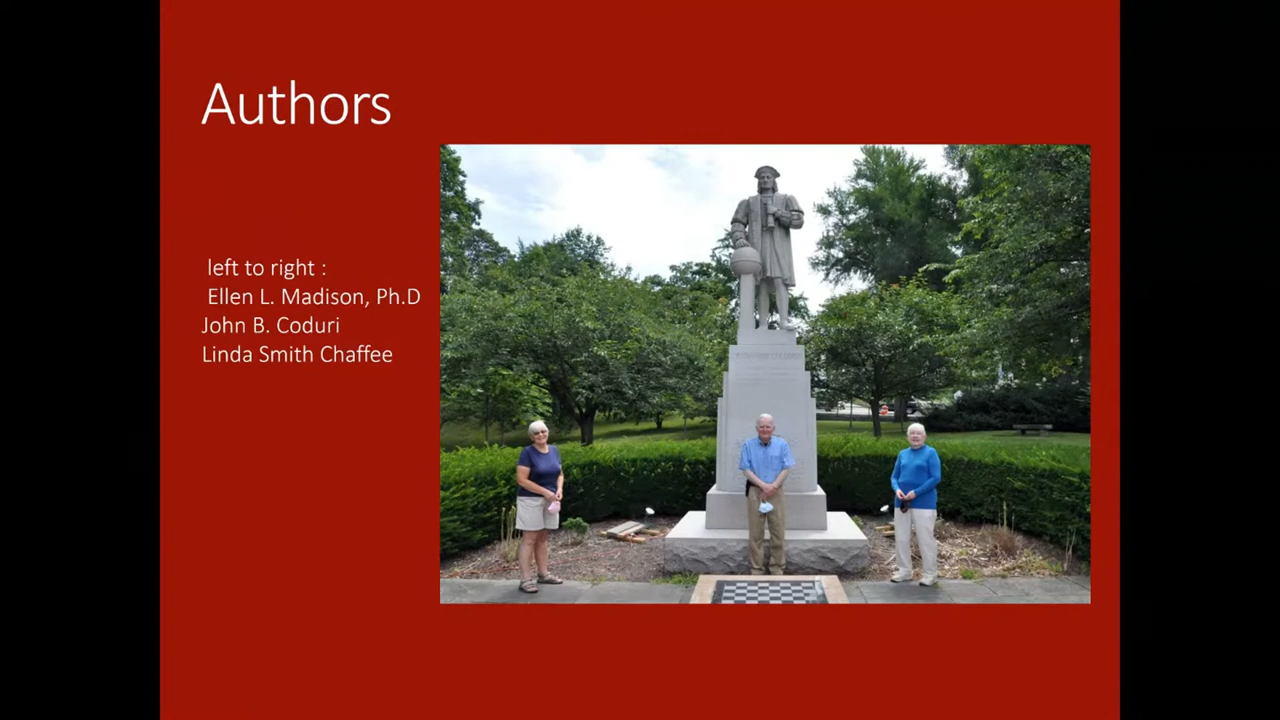 Authors
left to right :
Ellen L. Madison, Ph.D
John B. Coduri
Linda Smith Chaffee